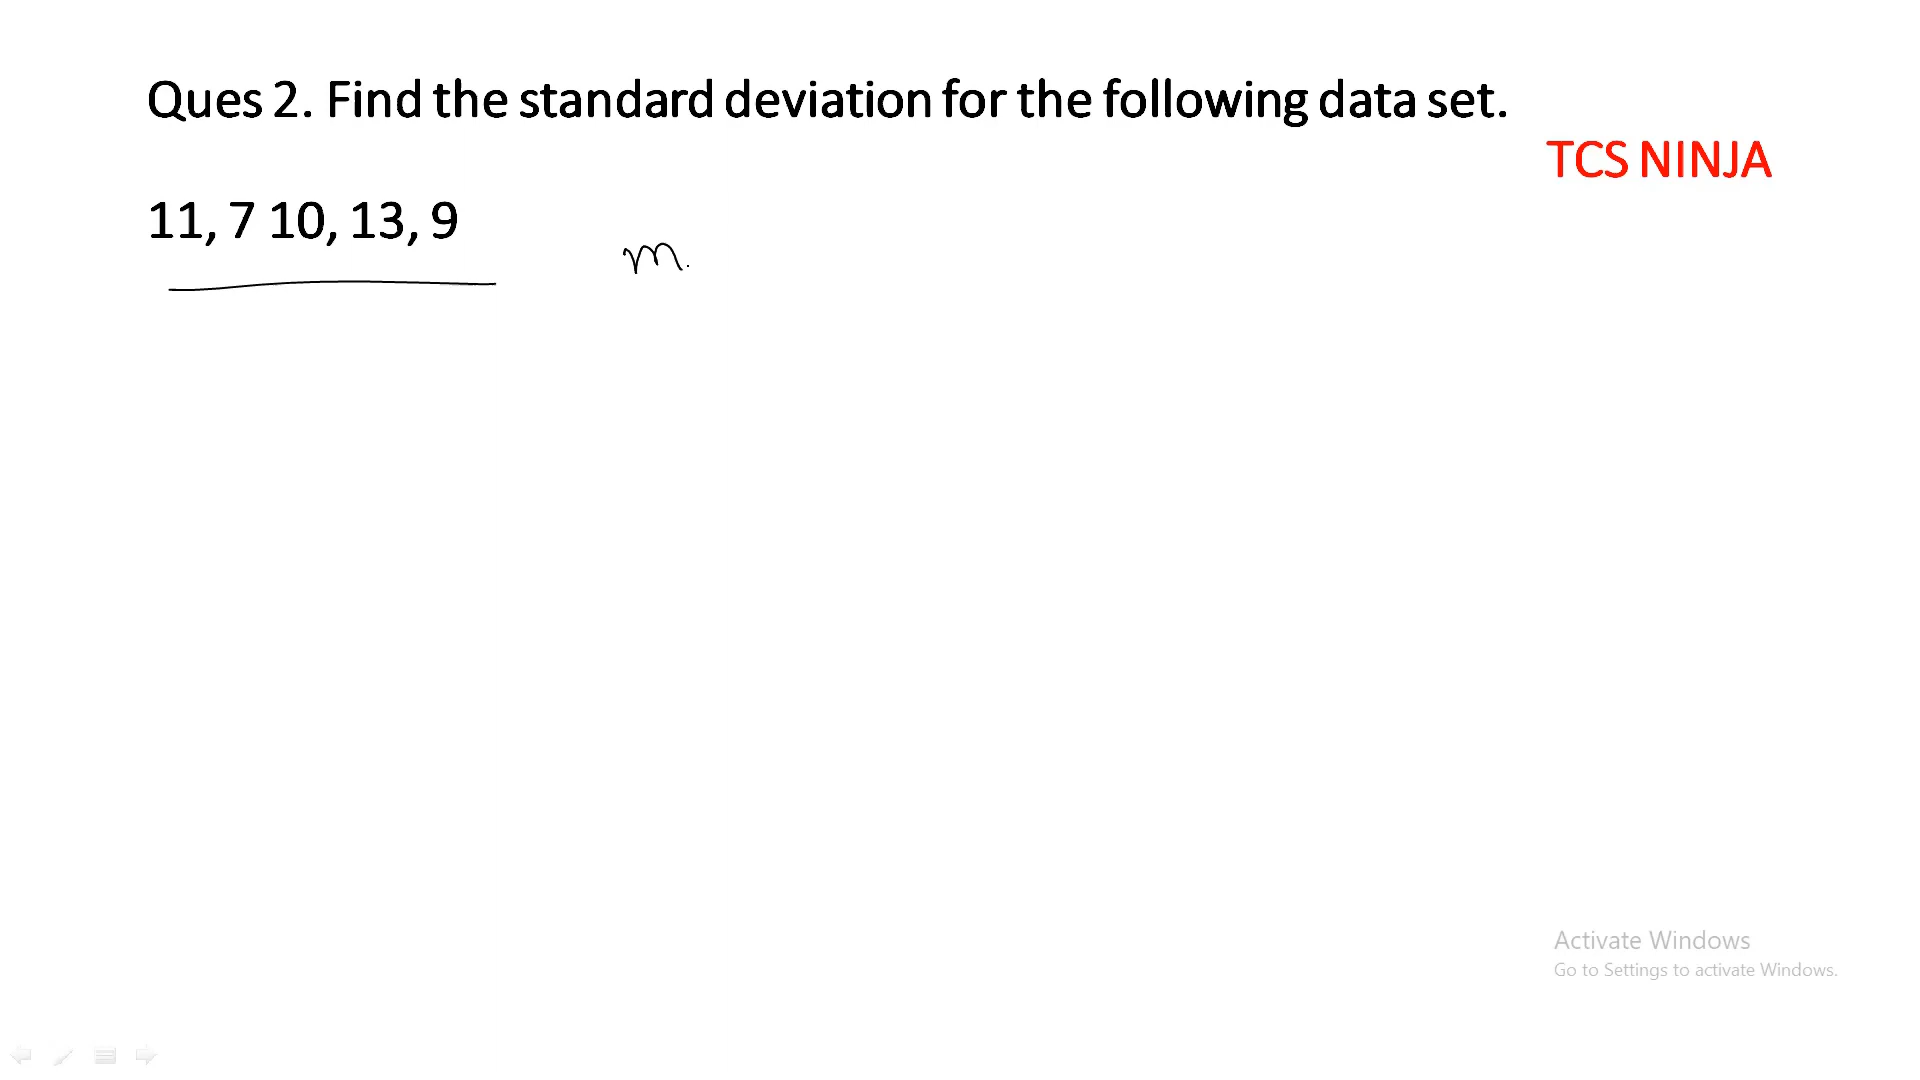 Ques 2. Find the standard deviation for the following data set.
TCS NINJA
11, 7 10, 13, 9
m
Activate Windows
Go to Settings to activate Windows.